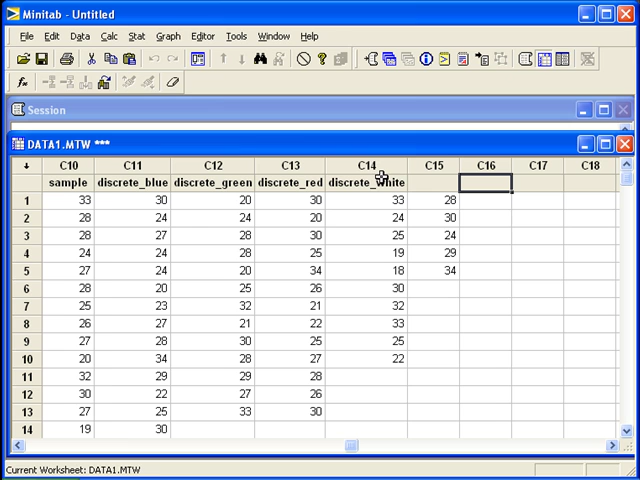 Minitab - Untitled
File Edit Data Calc Stat Graph Editor Tools Window Help
Session
DATA1.MTW ***
C10 C11 C12 C13 C14 C15 C16 C17 C18
sample discrete_blue discrete_green discrete_red discrete_white
1 33 30 20 30 33 28
2 28 24 24 20 24 30
3 28 27 28 30 25 24
4 24 24 28 25 19 29
5 27 24 20 34 18 34
6 28 20 25 26 30
7 25 23 32 21 32
8 26 27 21 22 33
9 27 28 30 25 25
10 20 34 28 27 22
11 32 29 29 28
12 30 22 27 26
13 27 25 33 30
14 19 30
Current Worksheet: DATA1.MTW